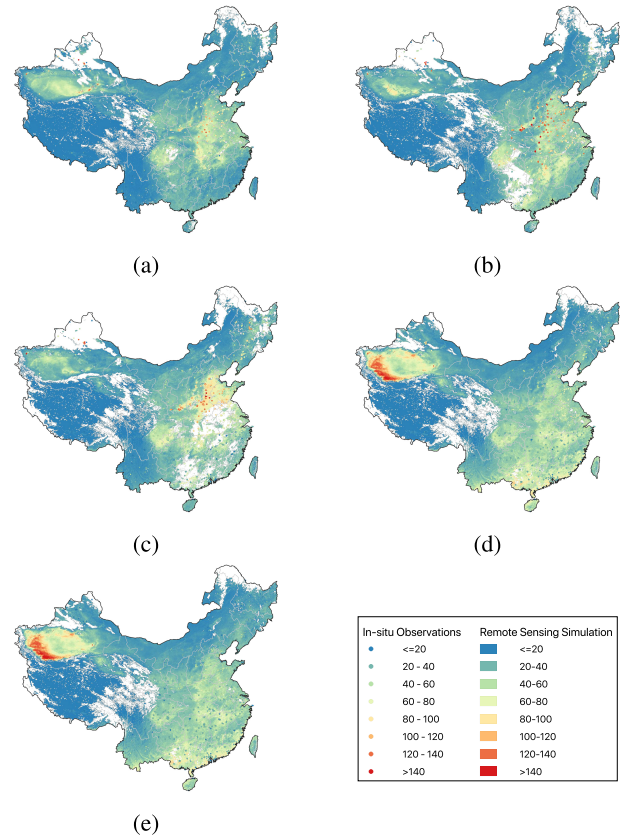 (a)
(b)
(c)
(d)
(e)
In-situ Observations Remote Sensing Simulation
<=20 <=20
20 - 40 20-40
40 - 60 40-60
60 - 80 60-80
80 - 100 80-100
100 - 120 100-120
120 - 140 120-140
>140 >140